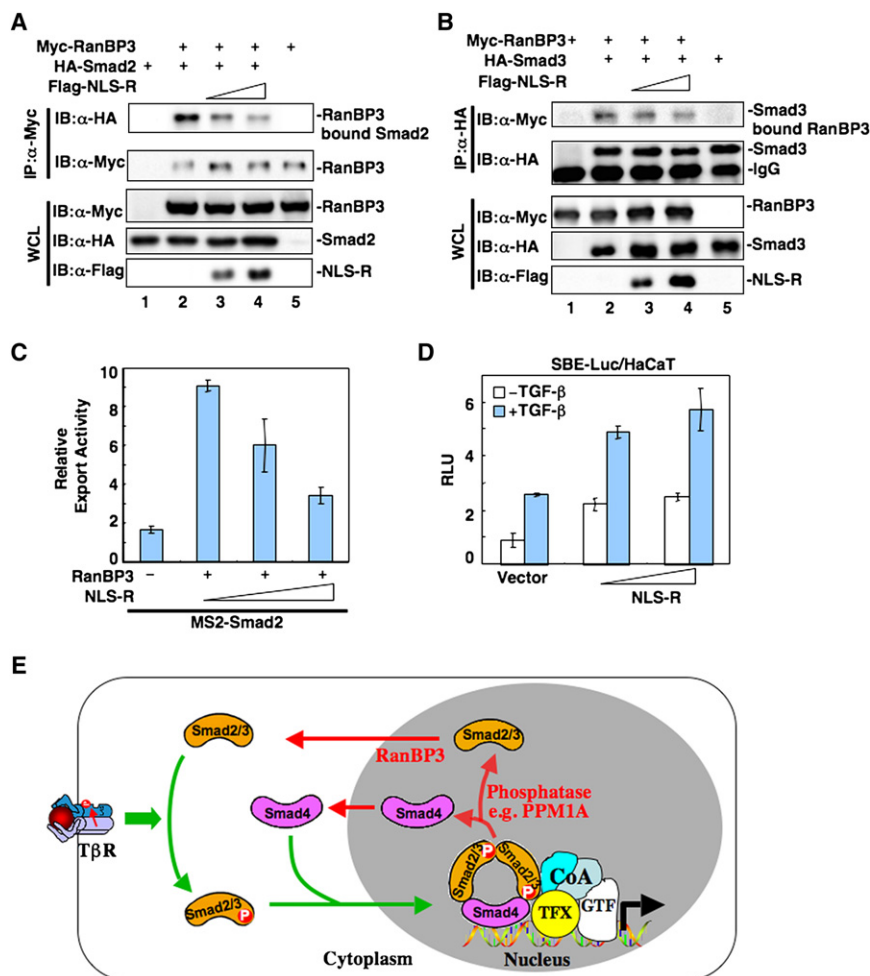 A
Myc-RanBP3 + + + +
HA-Smad2 + + + +
Flag-NLS-R
IP:α-Myc
IB:α-HA -RanBP3 bound Smad2
IB:α-Myc -RanBP3
WCL
IB:α-Myc -RanBP3
IB:α-HA -Smad2
IB:α-Flag -NLS-R
1 2 3 4 5
B
Myc-RanBP3 + + + +
HA-Smad3 + + + +
Flag-NLS-R
IP:α-HA
IB:α-Myc -Smad3 bound RanBP3
IB:α-HA -Smad3
-IgG
WCL
IB:α-Myc -RanBP3
IB:α-HA -Smad3
IB:α-Flag -NLS-R
1 2 3 4 5
C
Relative
Export Activity
10
8
6
4
2
0
RanBP3 − + + +
NLS-R
MS2-Smad2
D
SBE-Luc/HaCaT
−TGF-β
+TGF-β
RLU
6
4
2
0
Vector
NLS-R
E
Smad2/3
RanBP3
Smad2/3
Smad4
Smad4
Phosphatase
e.g. PPM1A
TβR
Smad2/3 P
Smad2/3 P
Smad2/3 P
Smad4
CoA
TFX
GTF
Cytoplasm
Nucleus